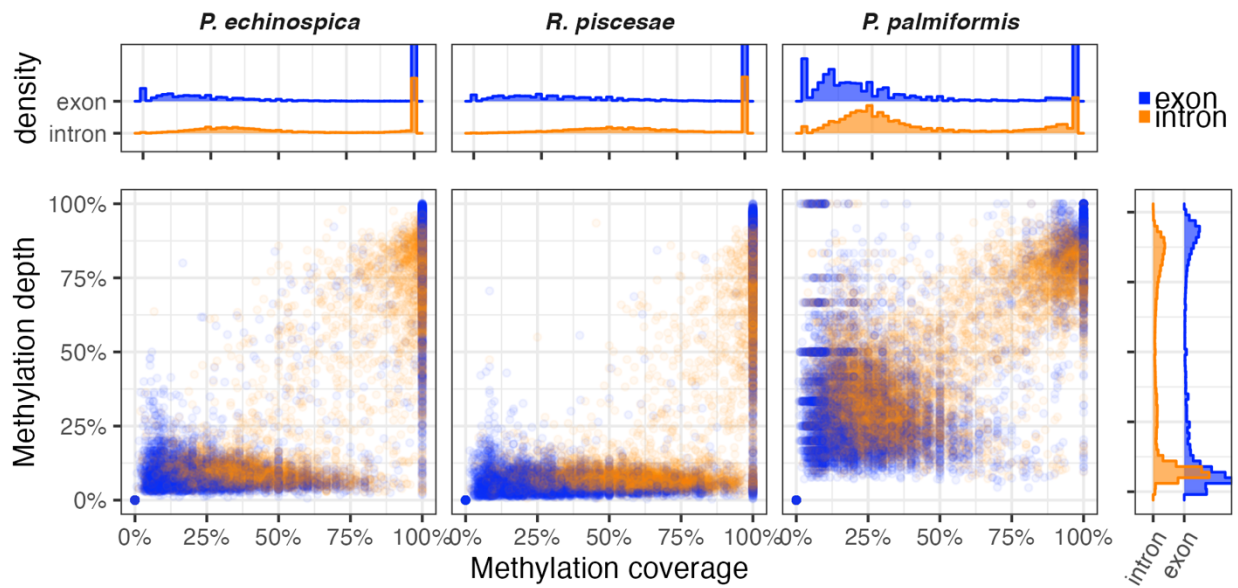 P. echinospica R. piscesae P. palmiformis
density
exon
intron
exon
intron
Methylation depth
100%
75%
50%
25%
0%
0% 25% 50% 75% 100% 0% 25% 50% 75% 100% 0% 25% 50% 75% 100%
Methylation coverage
intron
exon